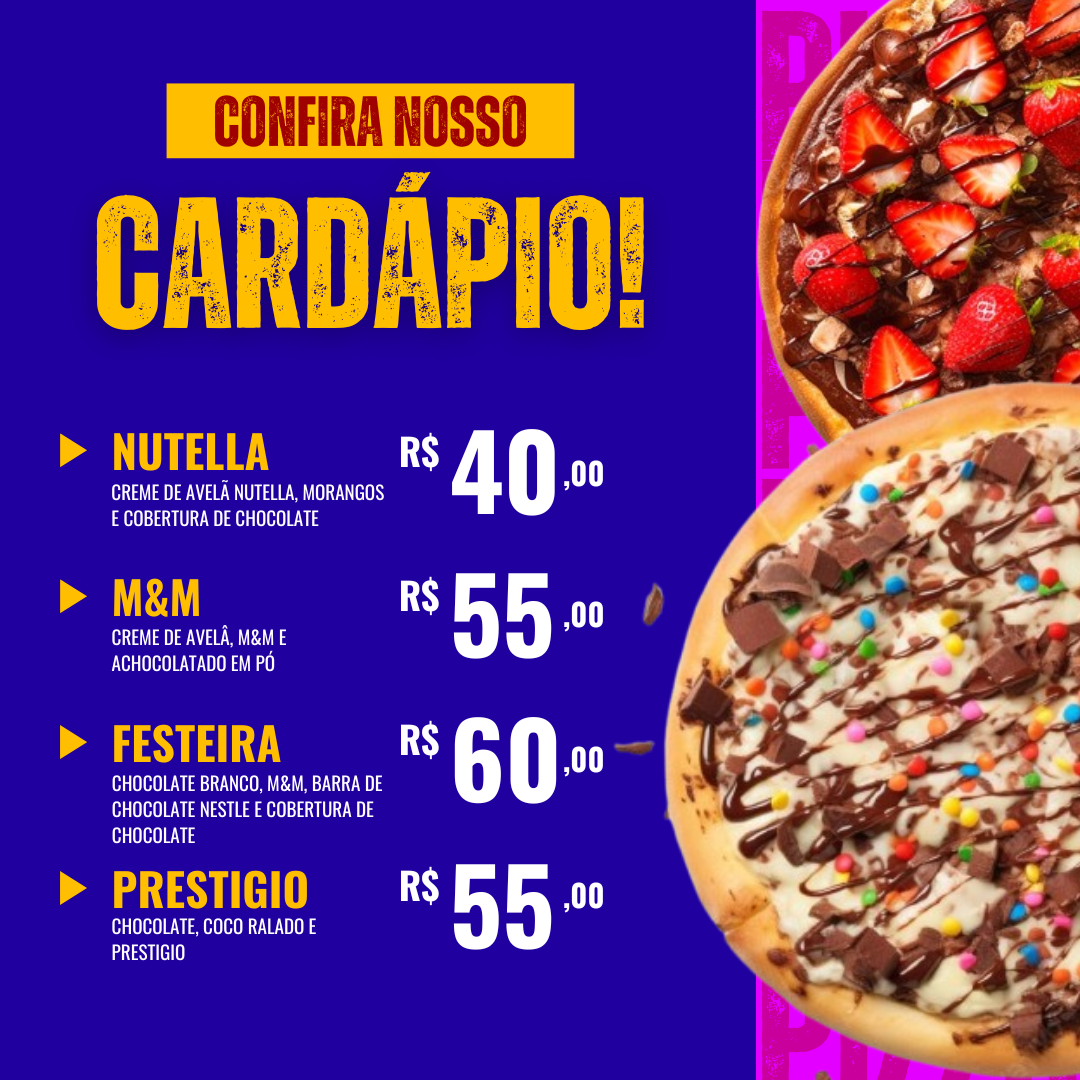 CONFIRA NOSSO
CARDÁPIO!
NUTELLA
CREME DE AVELÃ NUTELLA, MORANGOS
E COBERTURA DE CHOCOLATE
R$ 40,00
M&M
CREME DE AVELÂ, M&M E
ACHOCOLATADO EM PÓ
R$ 55,00
FESTEIRA
CHOCOLATE BRANCO, M&M, BARRA DE
CHOCOLATE NESTLE E COBERTURA DE
CHOCOLATE
R$ 60,00
PRESTIGIO
CHOCOLATE, COCO RALADO E
PRESTIGIO
R$ 55,00